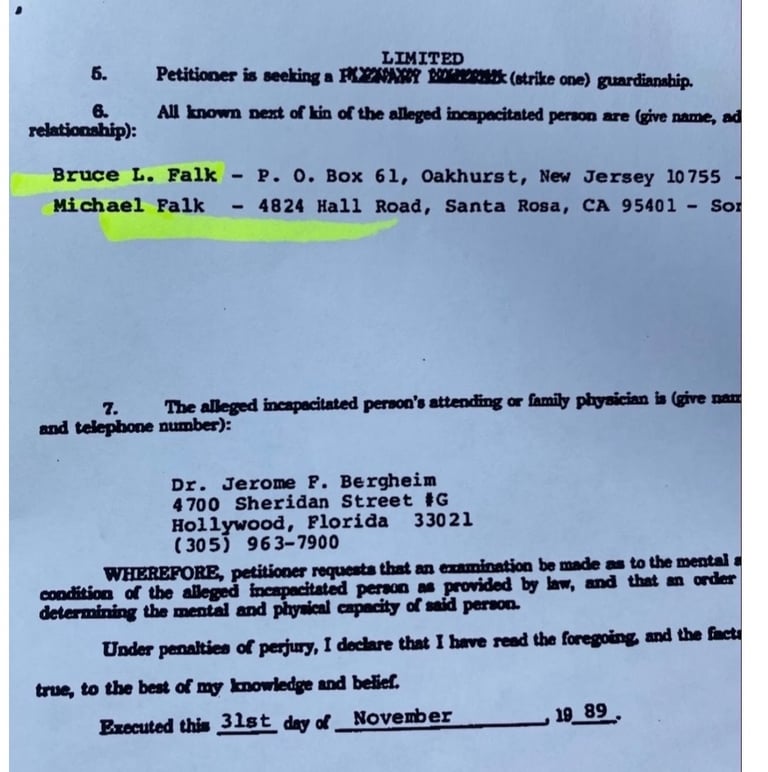 LIMITED
5. Petitioner is seeking a (strike one) guardianship.
6. All known next of kin of the alleged incapacitated person are (give name, ad
relationship):
Bruce L. Falk - P. O. Box 61, Oakhurst, New Jersey 10755 -
Michael Falk - 4824 Hall Road, Santa Rosa, CA 95401 - Son
7. The alleged incapacitated person's attending or family physician is (give nam
and telephone number):
Dr. Jerome F. Bergheim
4700 Sheridan Street #G
Hollywood, Florida 33021
(305) 963-7900
WHEREFORE, petitioner requests that an examination be made as to the mental a
condition of the alleged incapacitated person as provided by law, and that an order
determining the mental and physical capacity of said person.
Under penalties of perjury, I declare that I have read the foregoing, and the facts
true, to the best of my knowledge and belief.
Executed this 31st day of November, 19 89.